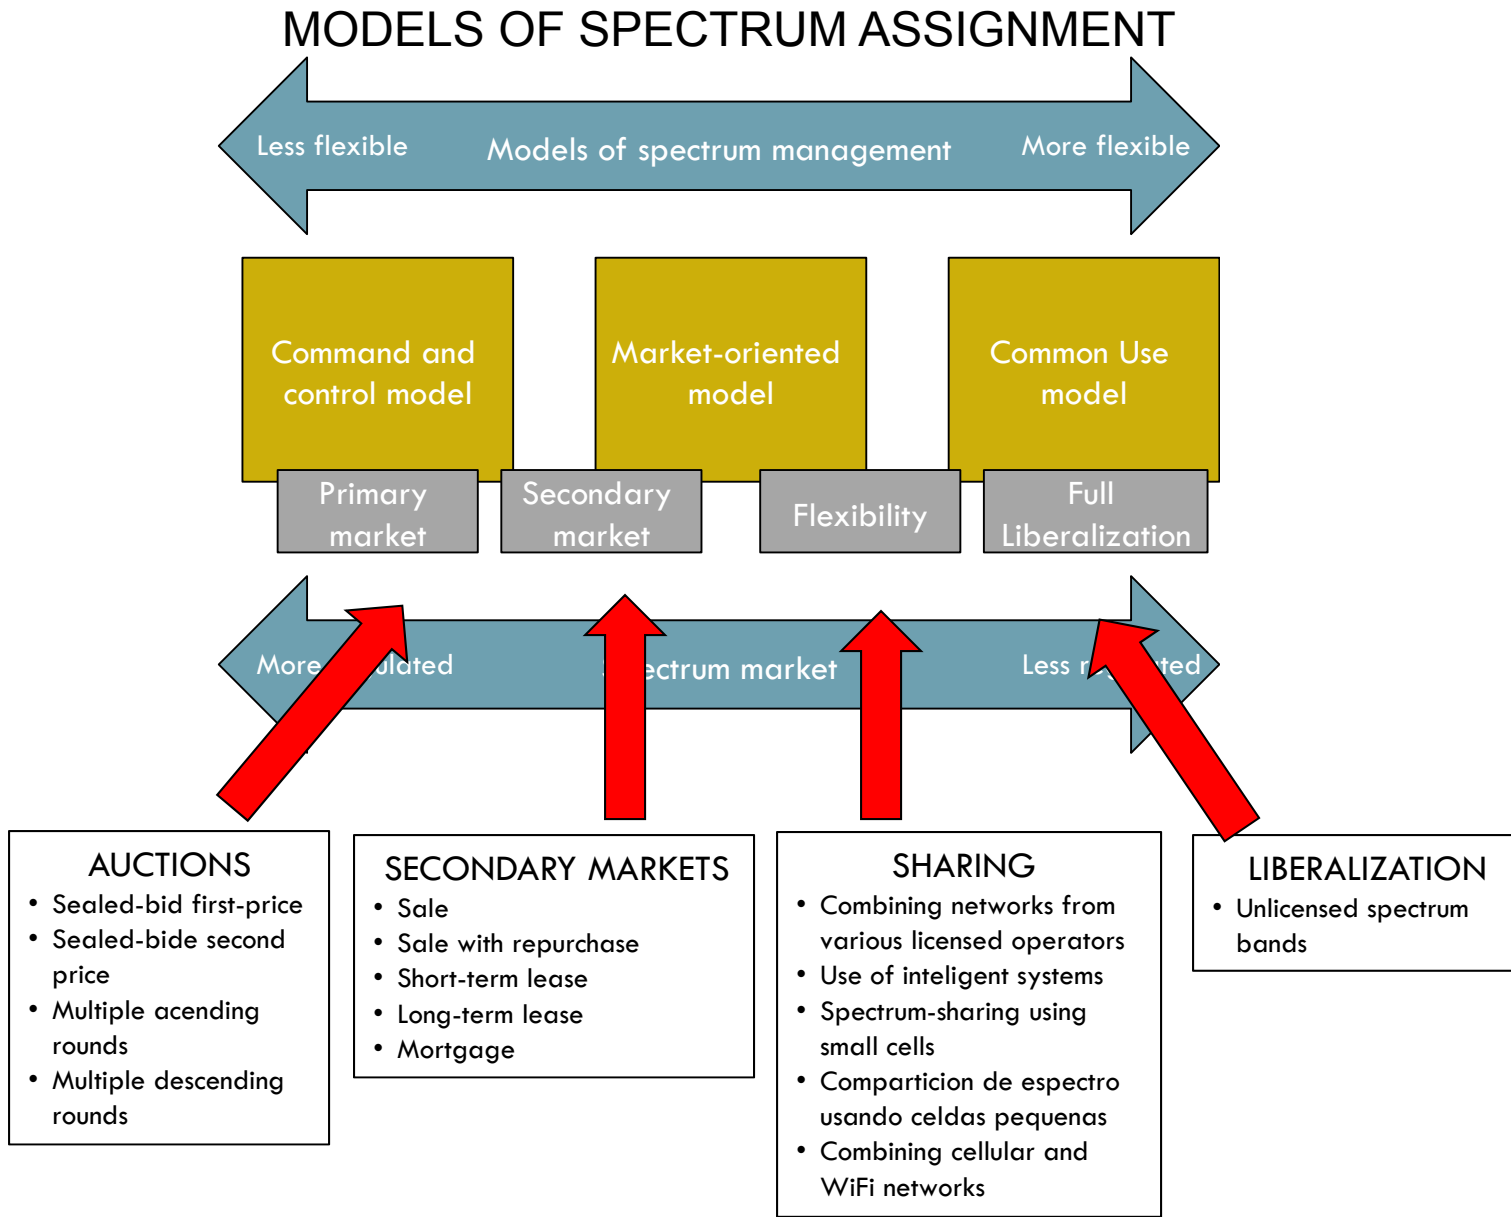 MODELS OF SPECTRUM ASSIGNMENT
Less flexible
Models of spectrum management
More flexible
Command and
control model
Market-oriented
model
Common Use
model
Primary
market
Secondary
market
Flexibility
Full
Liberalization
More
market
Less
AUCTIONS
• Sealed-bid first-price
• Sealed-bide second
price
• Multiple acending
rounds
• Multiple descending
rounds
SECONDARY MARKETS
• Sale
• Sale with repurchase
• Short-term lease
• Long-term lease
• Mortgage
SHARING
• Combining networks from
various licensed operators
• Use of inteligent systems
• Spectrum-sharing using
small cells
• Comparticion de espectro
usando celdas pequenas
• Combining cellular and
WiFi networks
LIBERALIZATION
• Unlicensed spectrum
bands